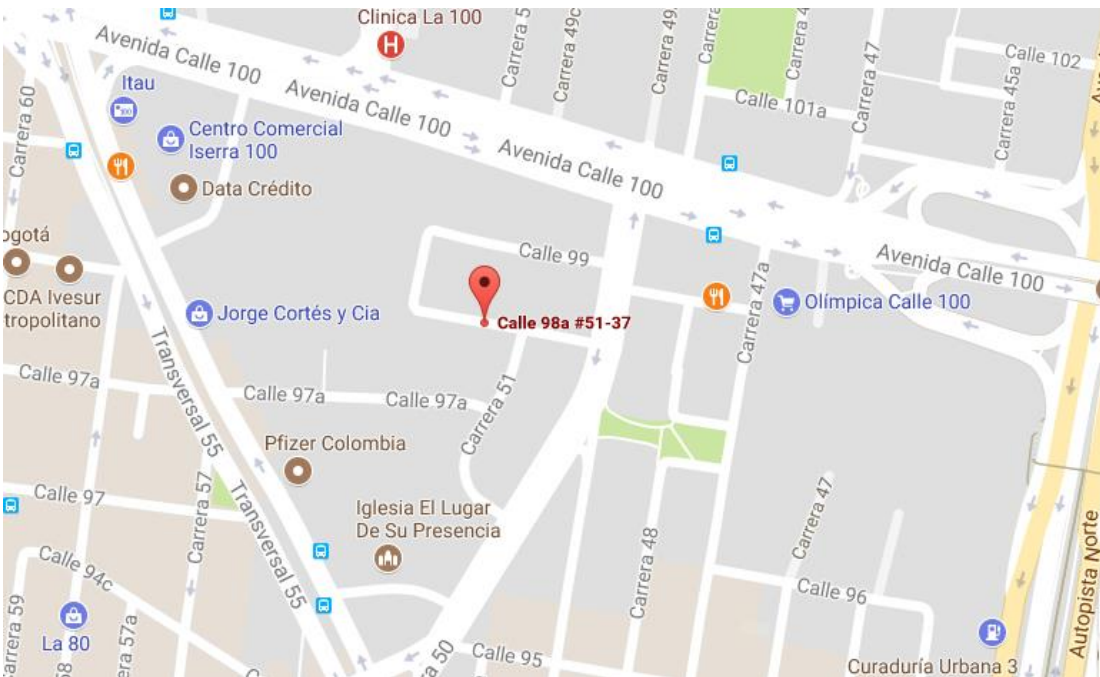 Clinica La 100
Avenida Calle 100
Carrera 5
Carrera 49c
Carrera 49
Carrera
Carrera 4
Carrera 47
Calle 102
Carrera 60
Itau
Avenida Calle 100
Calle 101a
Carrera 45a
Centro Comercial
Iserra 100
Data Crédito
Avenida Calle 100
ogotá
Calle 99
Avenida Calle 100
CDA Ivesur
tropolitano
Jorge Cortés y Cia
Calle 98a #51-37
Carrera 47a
Olímpica Calle 100
Calle 97a
Transversal 55
Calle 97a
Calle 97a
Carrera 51
Pfizer Colombia
Calle 97
Carrera 57
Transversal 55
Iglesia El Lugar
De Su Presencia
Carrera 48
Carrera 47
Autopista Norte
Calle 94c
Calle 96
Carrera 59
La 80
58
era 57a
a 50
Calle 95
C
Curaduría Urbana 3